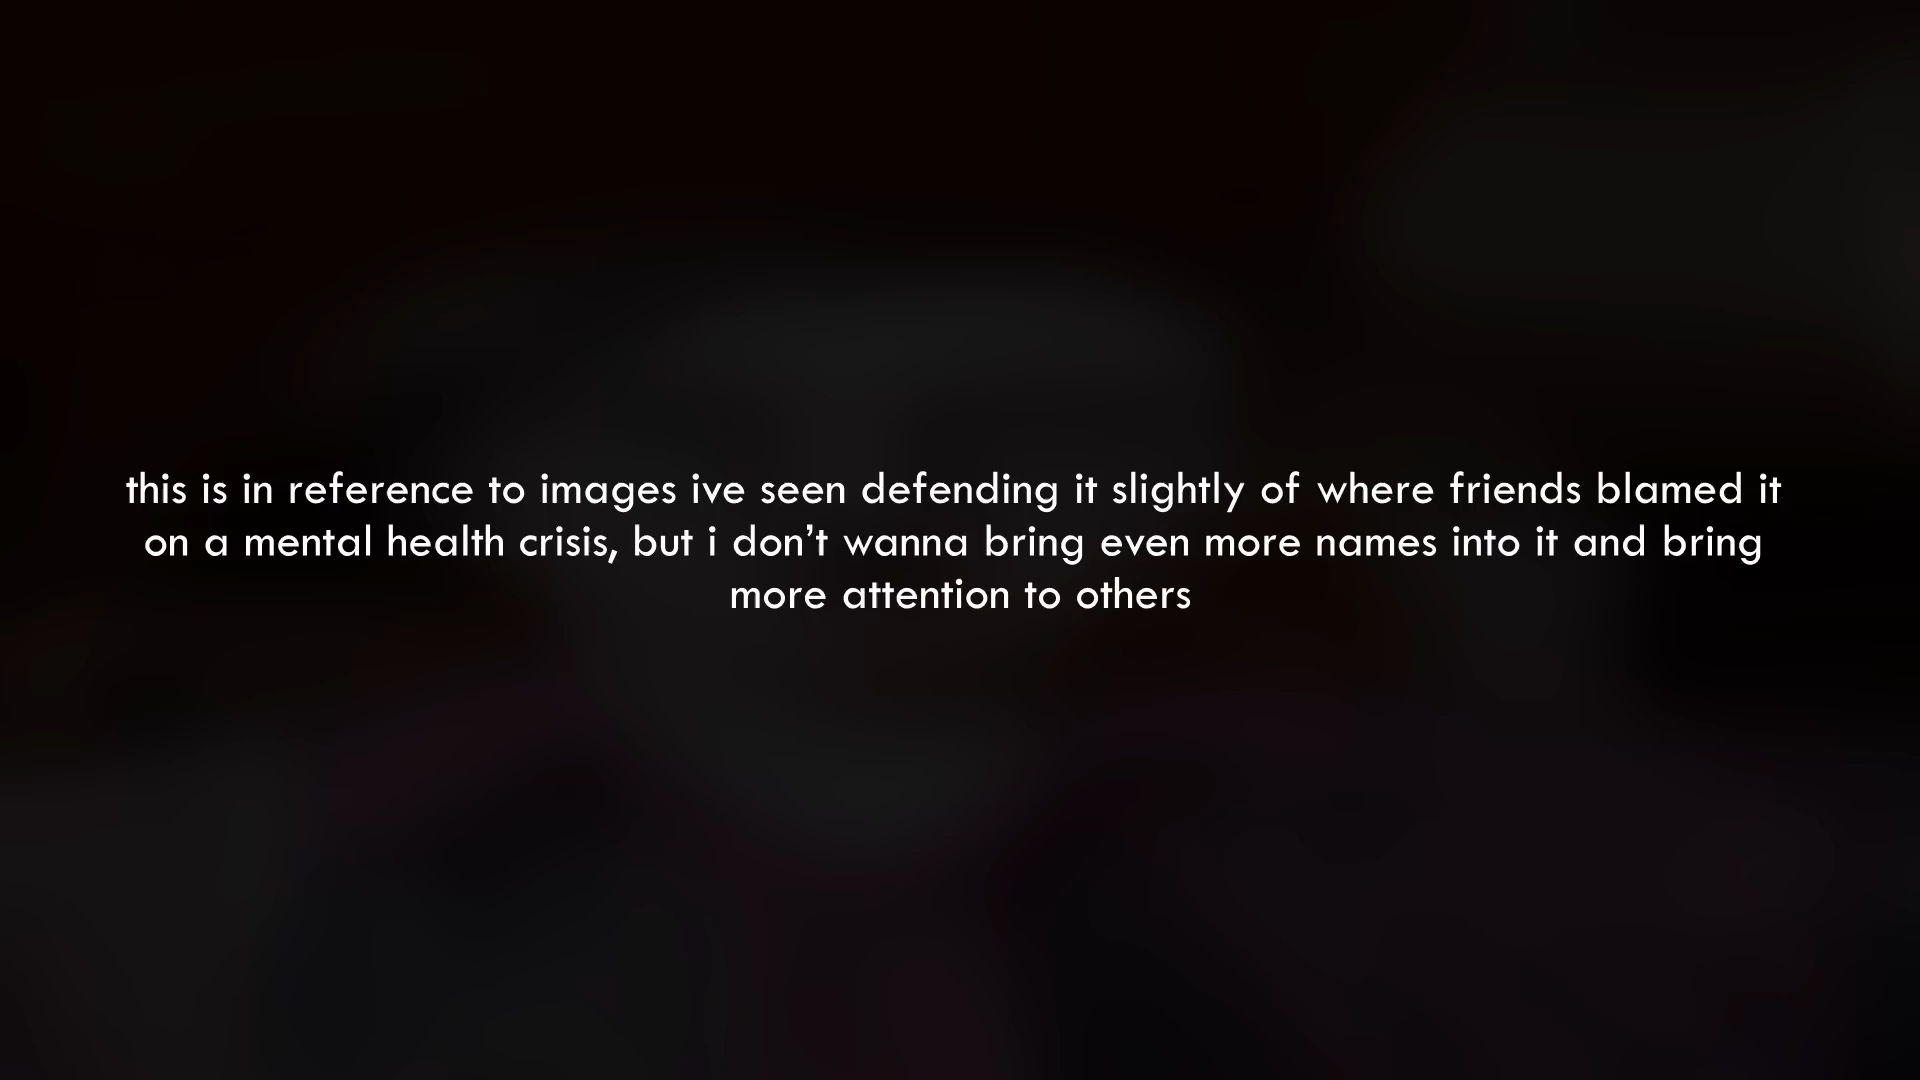 this is in reference to images ive seen defending it slightly of where friends blamed it
on a mental health crisis, but i don’t wanna bring even more names into it and bring
more attention to others